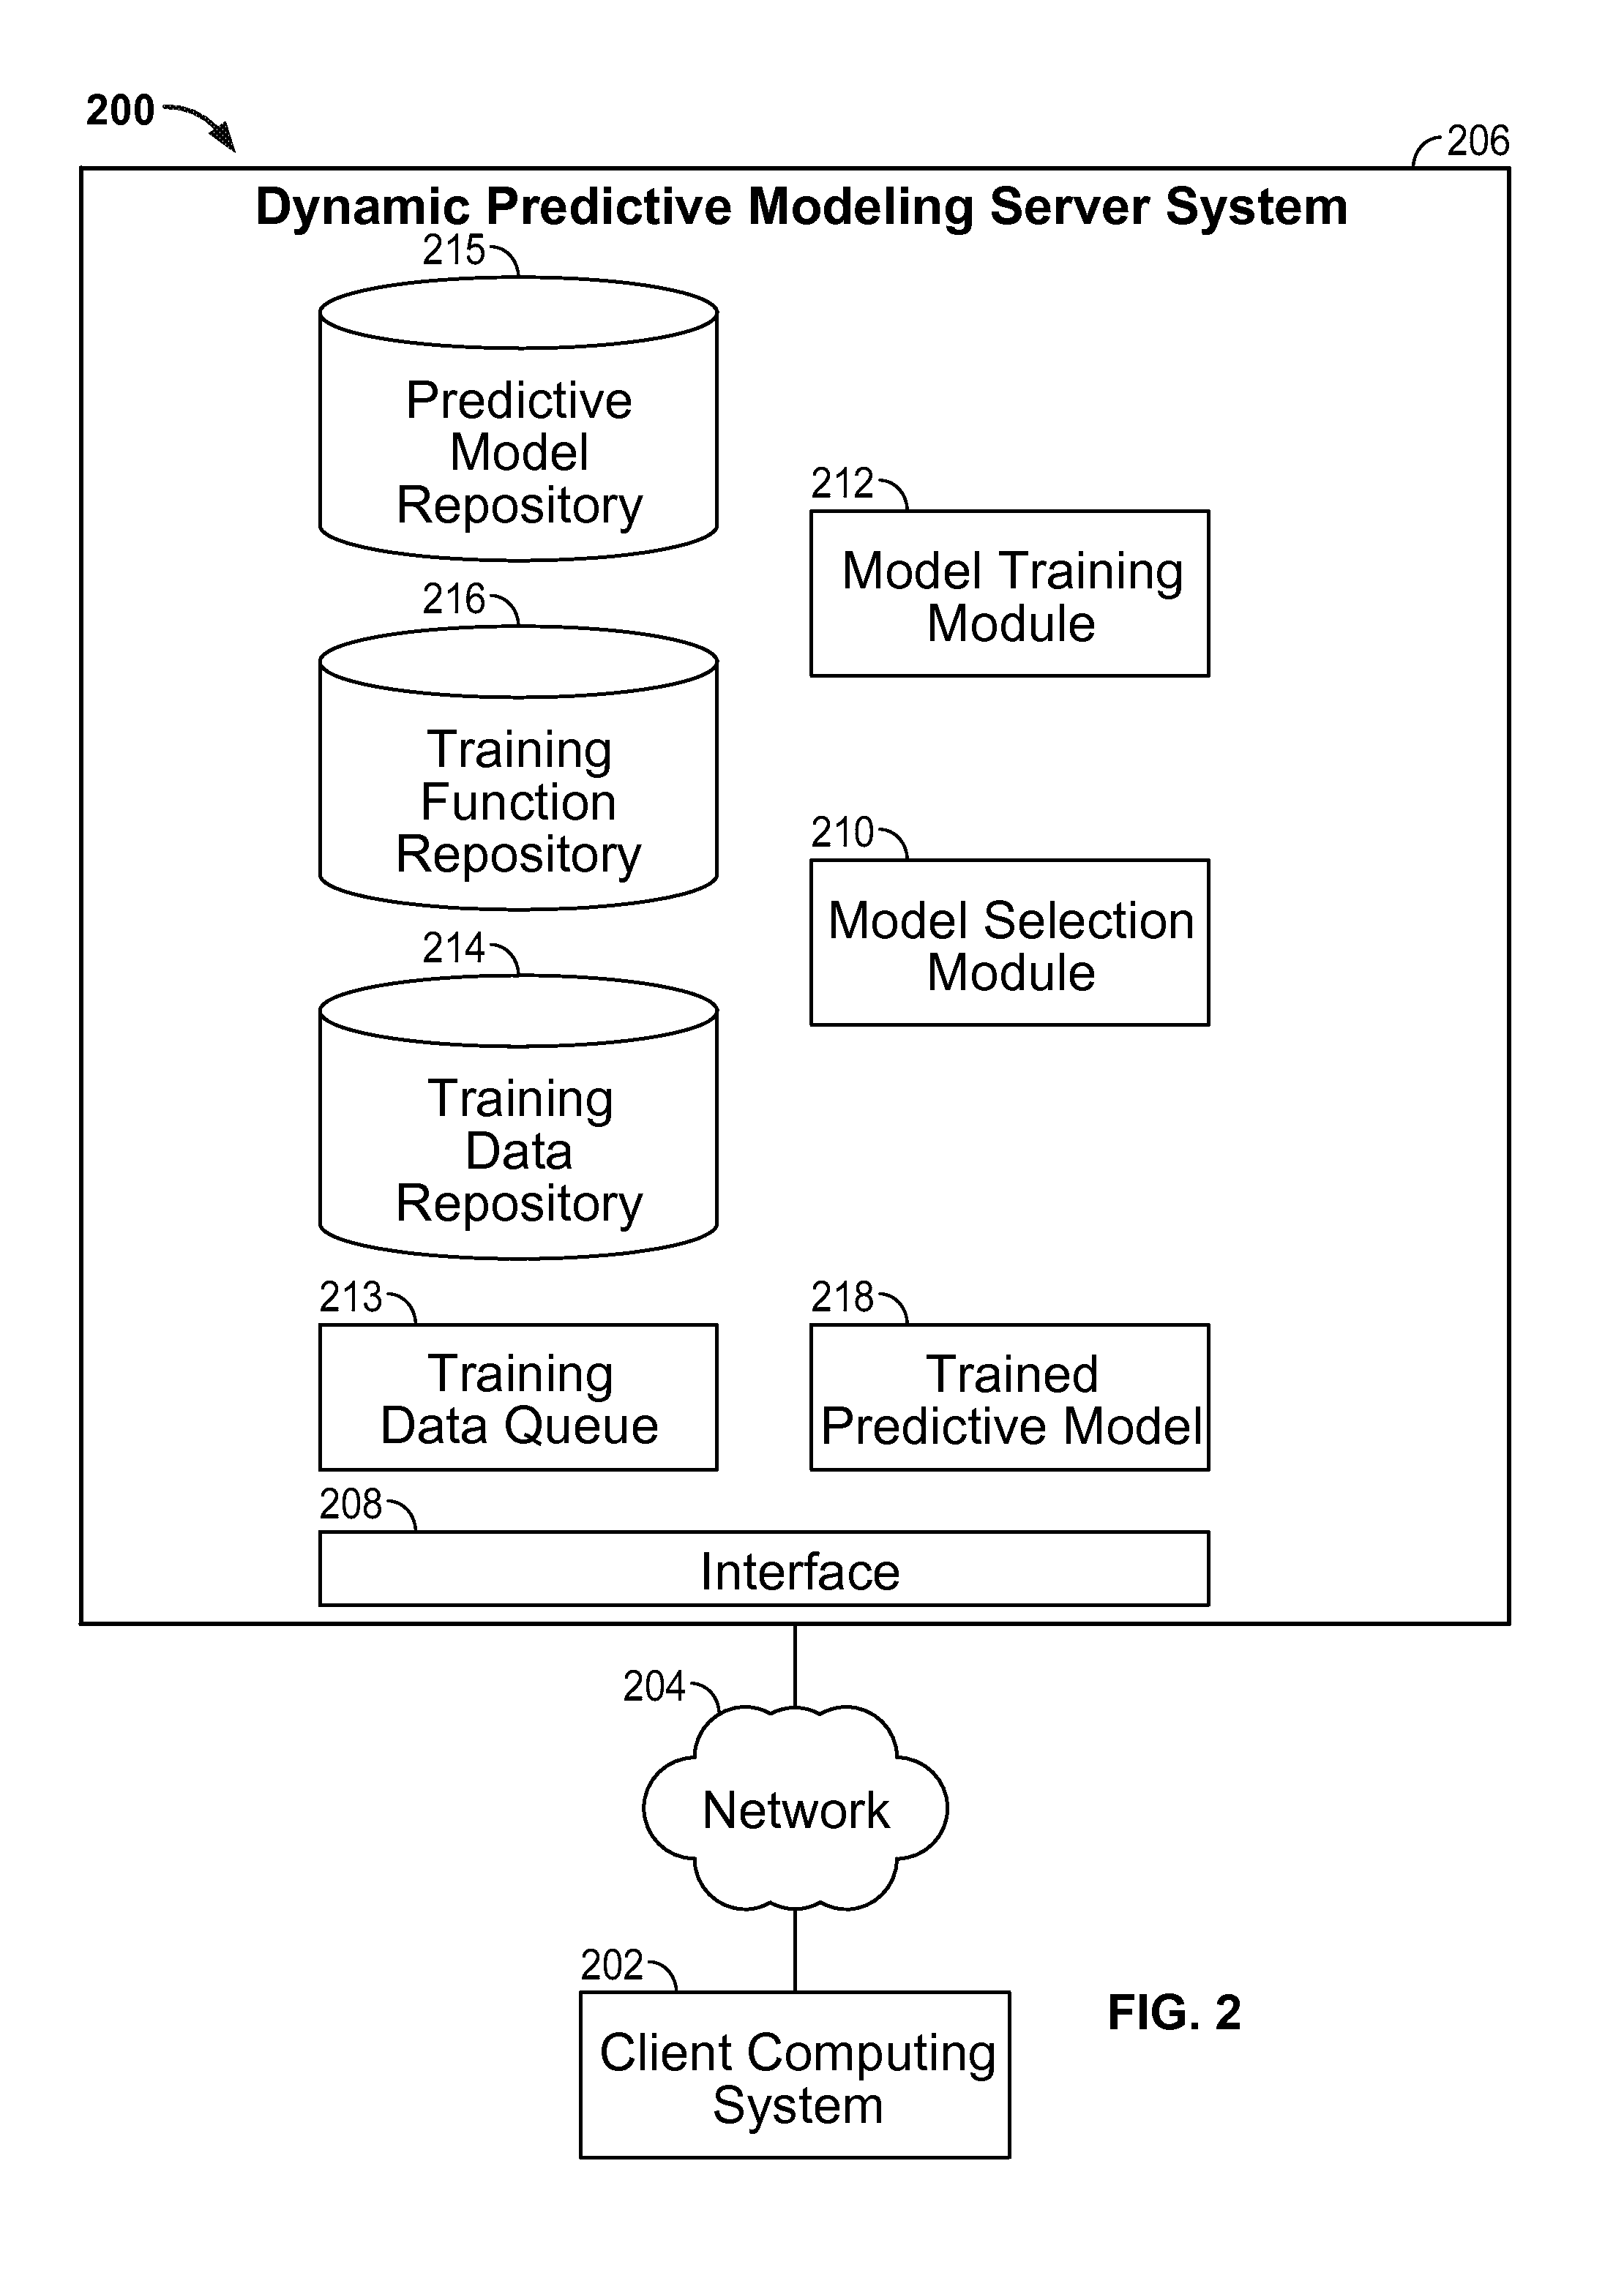 200
206
Dynamic Predictive Modeling Server System
215
Predictive
Model
Repository
212
Model Training
Module
216
Training
Function
Repository
210
Model Selection
Module
214
Training
Data
Repository
213
Training
Data Queue
218
Trained
Predictive Model
208
Interface
204
Network
202
Client Computing
System
FIG. 2